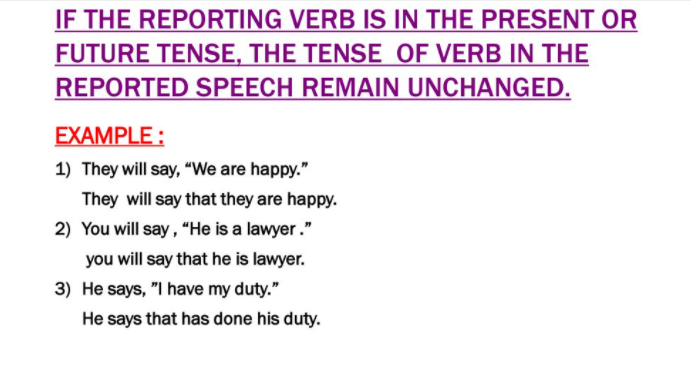 IF THE REPORTING VERB IS IN THE PRESENT OR
FUTURE TENSE, THE TENSE OF VERB IN THE
REPORTED SPEECH REMAIN UNCHANGED.
EXAMPLE :
1) They will say, “We are happy.”
They will say that they are happy.
2) You will say , “He is a lawyer .”
you will say that he is lawyer.
3) He says, ”I have my duty.”
He says that has done his duty.